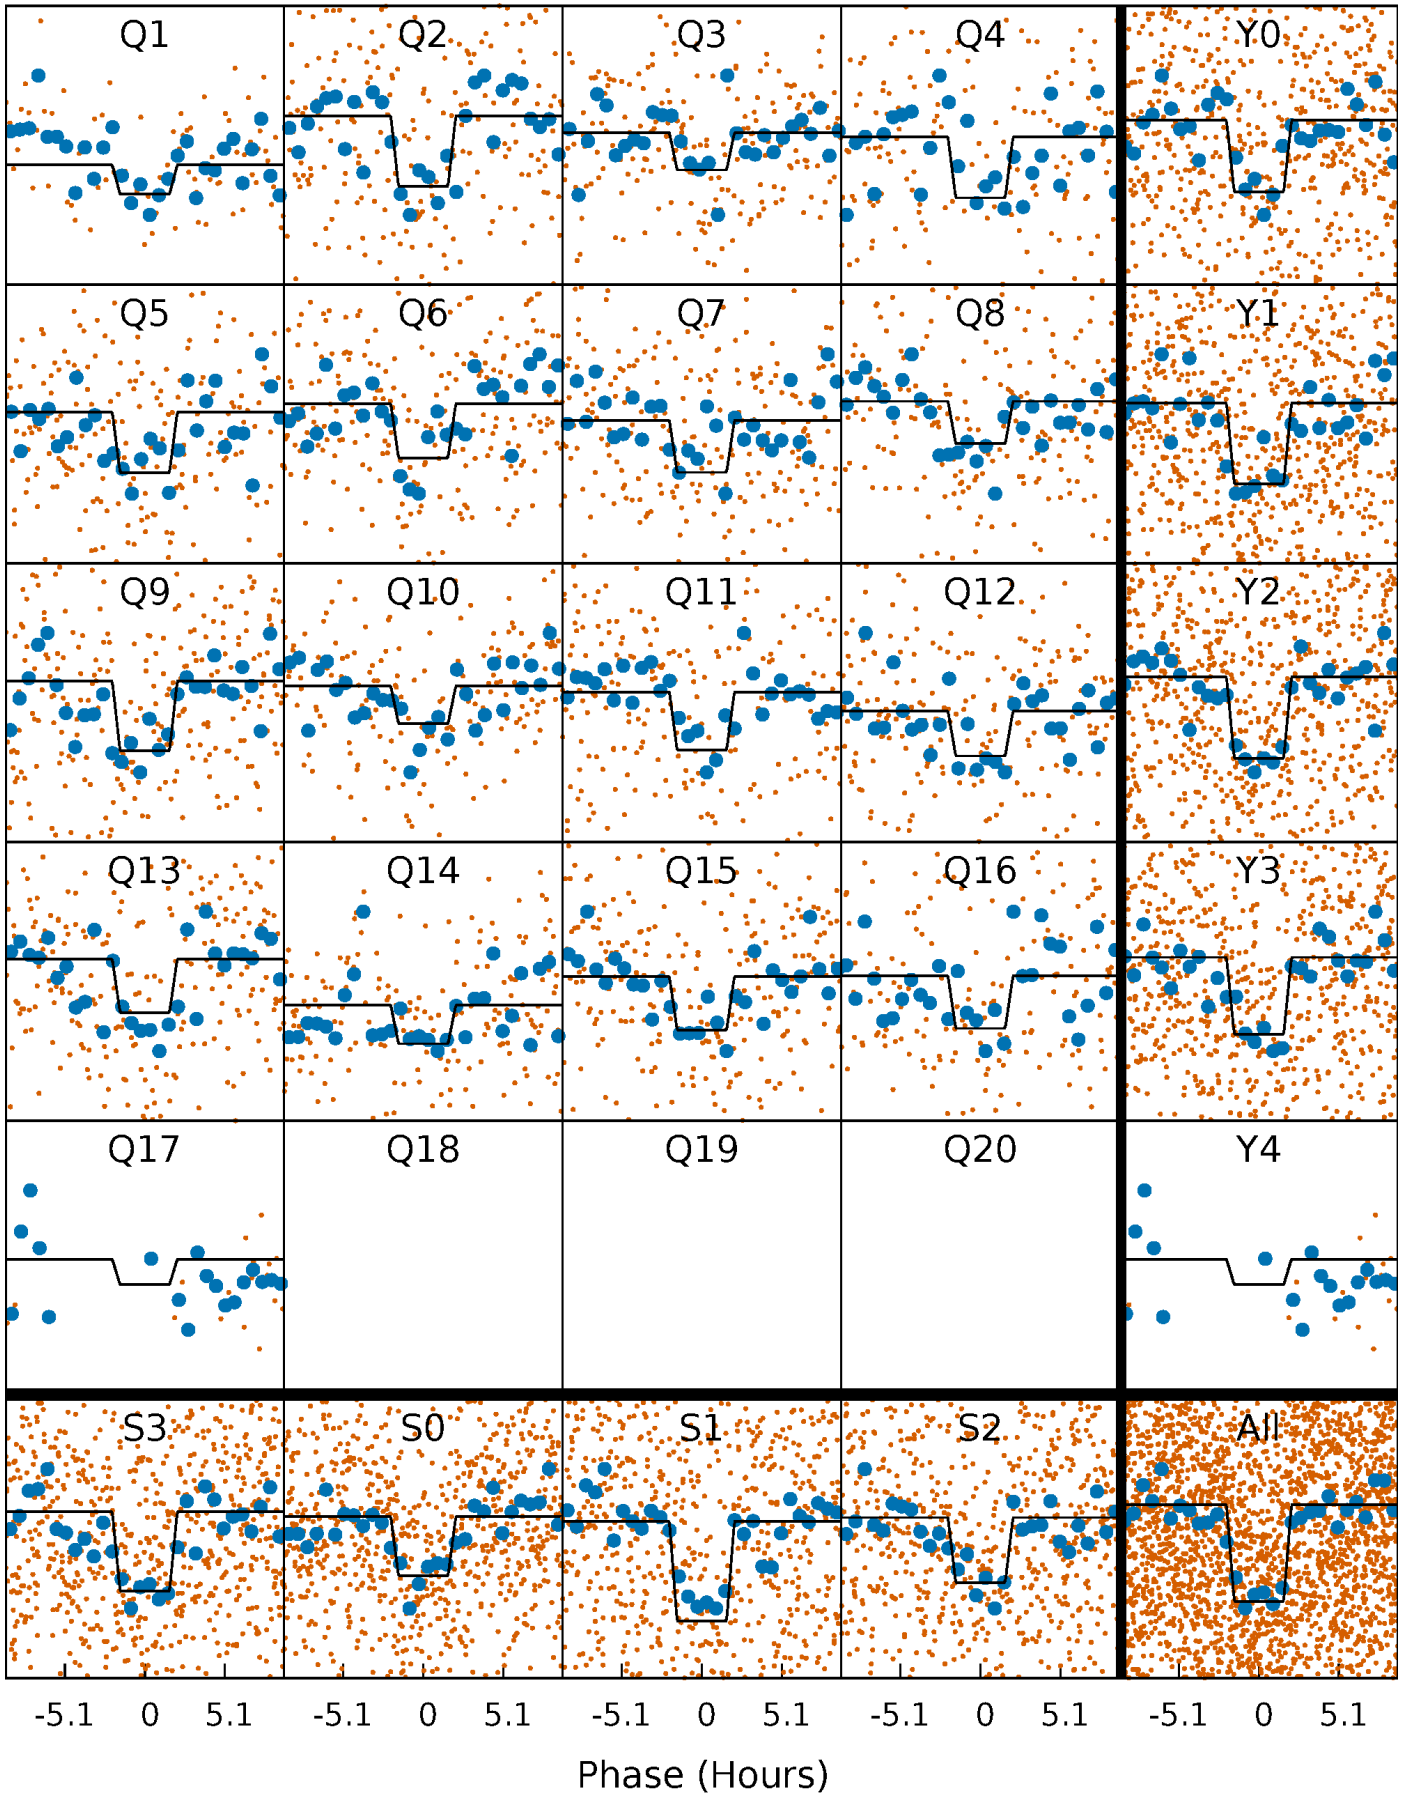 Q1 Q2 Q3 Q4 Y0
Q5 Q6 Q7 Q8 Y1
Q9 Q10 Q11 Q12 Y2
Q13 Q14 Q15 Q16 Y3
Q17 Q18 Q19 Q20 Y4
S3 S0 S1 S2 All
-5.1 0 5.1 -5.1 0 5.1 -5.1 0 5.1 -5.1 0 5.1 -5.1 0 5.1
Phase (Hours)